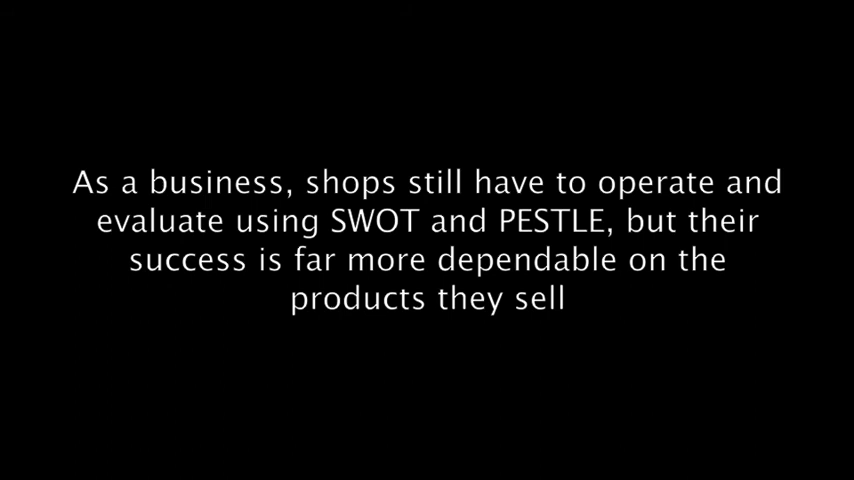 As a business, shops still have to operate and
evaluate using SWOT and PESTLE, but their
success is far more dependable on the
products they sell